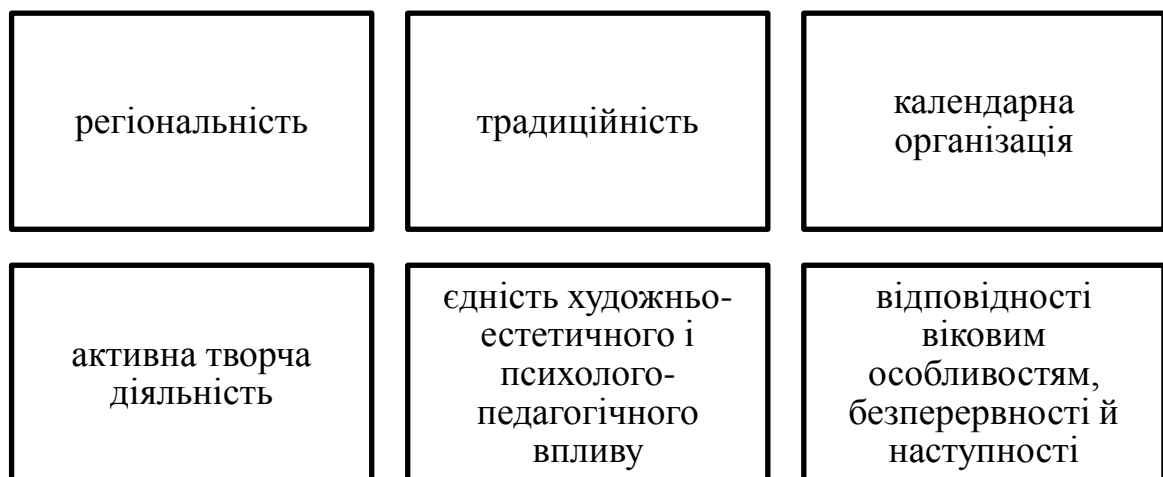 регіональність
традиційність
календарна
організація
активна творча
діяльність
єдність художньо-
естетичного і
психолого-
педагогічного
впливу
відповідності
віковим
особливостям,
безперервності й
наступності